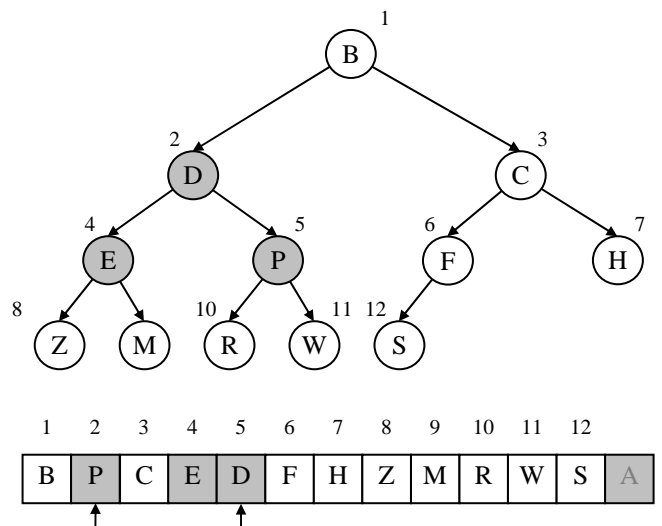 1
B
2 3
D C
4 5 6 7
E P F H
8 10 11 12
Z M R W S
1 2 3 4 5 6 7 8 9 10 11 12
B P C E D F H Z M R W S A